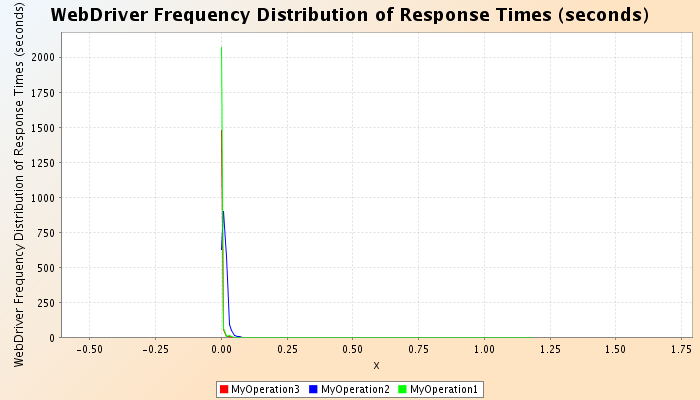 WebDriver Frequency Distribution of Response Times (seconds)
WebDriver Frequency Distribution of Response Times (seconds)
2000
1750
1500
1250
1000
750
500
250
0
-0.50 -0.25 0.00 0.25 0.50 0.75 1.00 1.25 1.50 1.75
X
MyOperation3 MyOperation2 MyOperation1